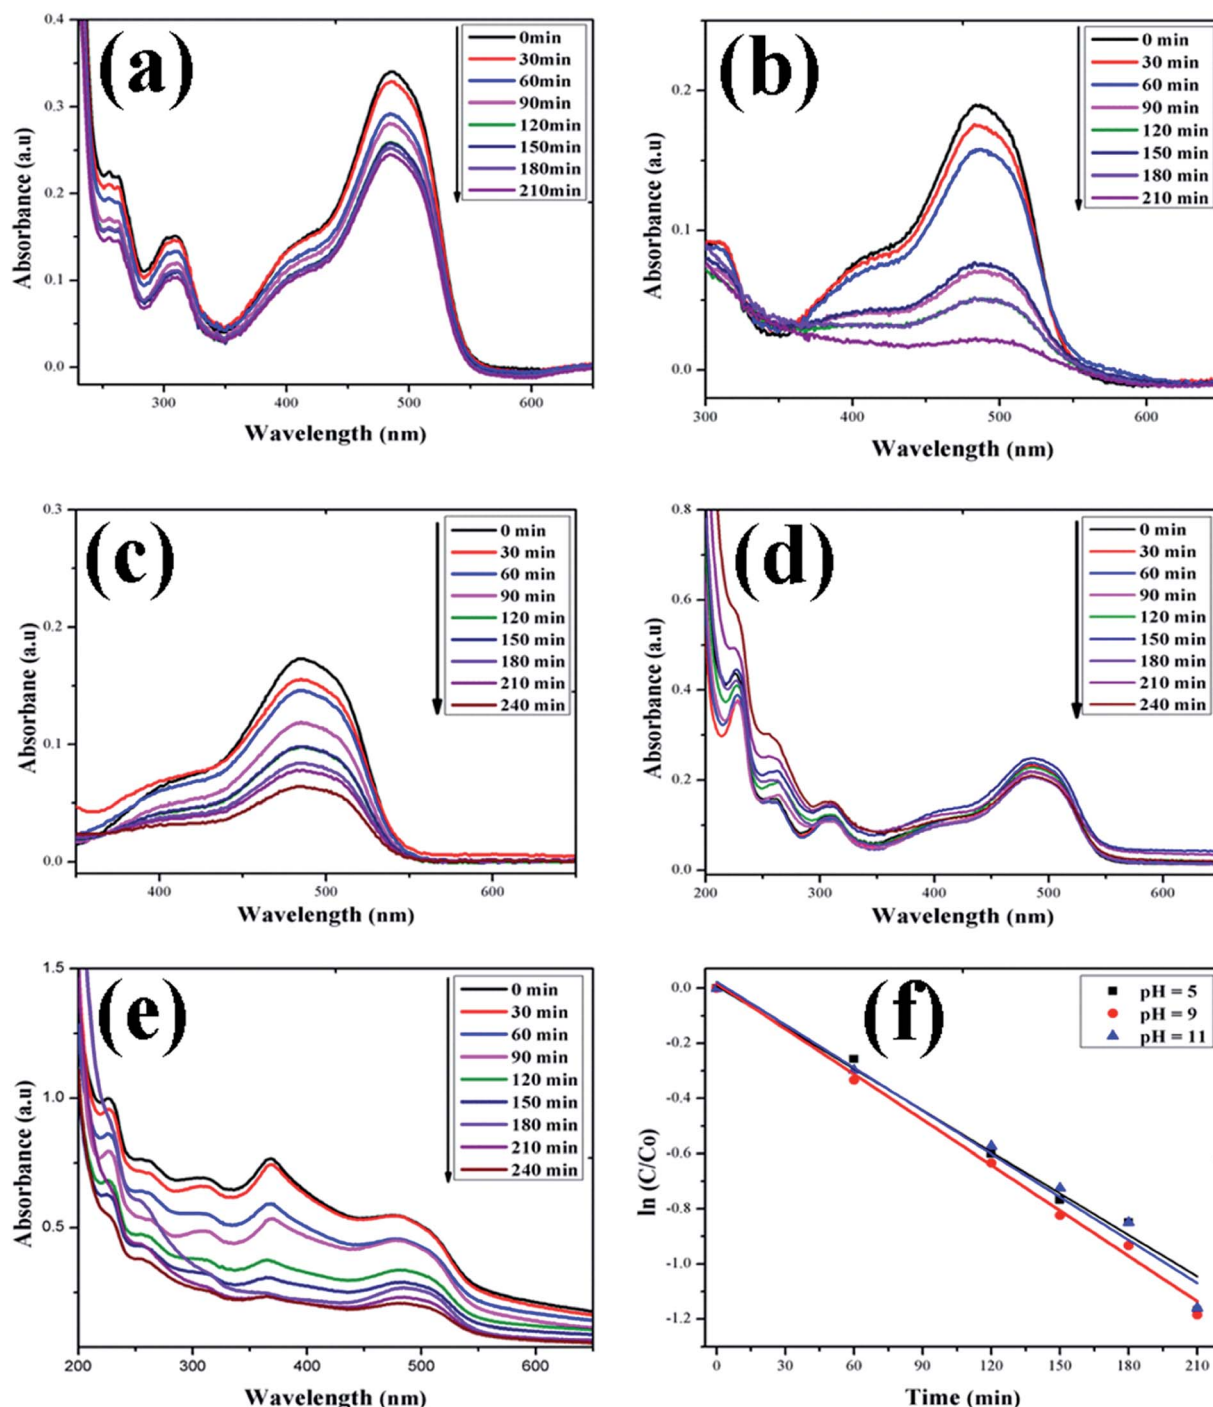 (a)
0.4
0.3
0.2
0.1
0.0
Absorbance (a.u)
0min
30min
60min
90min
120min
150min
180min
210min
300
400
500
600
Wavelength (nm)
(b)
0.2
0.1
0.0
Absorbance (a.u)
0 min
30 min
60 min
90 min
120 min
150 min
180 min
210 min
300
400
500
600
Wavelength (nm)
(c)
0.3
0.2
0.1
0.0
Absorbane (a.u)
0 min
30 min
60 min
90 min
120 min
150 min
180 min
210 min
240 min
400
500
600
Wavelength (nm)
(d)
0.8
0.6
0.4
0.2
0.0
Absorbance (a.u)
0 min
30 min
60 min
90 min
120 min
150 min
180 min
210 min
240 min
200
300
400
500
600
Wavelength (nm)
(e)
1.5
1.0
0.5
Absorbance (a.u)
0 min
30 min
60 min
90 min
120 min
150 min
180 min
210 min
240 min
200
300
400
500
600
Wavelength (nm)
(f)
0.0
-0.2
-0.4
-0.6
-0.8
-1.0
-1.2
ln (C/Co)
pH = 5
pH = 9
pH = 11
0
30
60
90
120
150
180
210
Time (min)